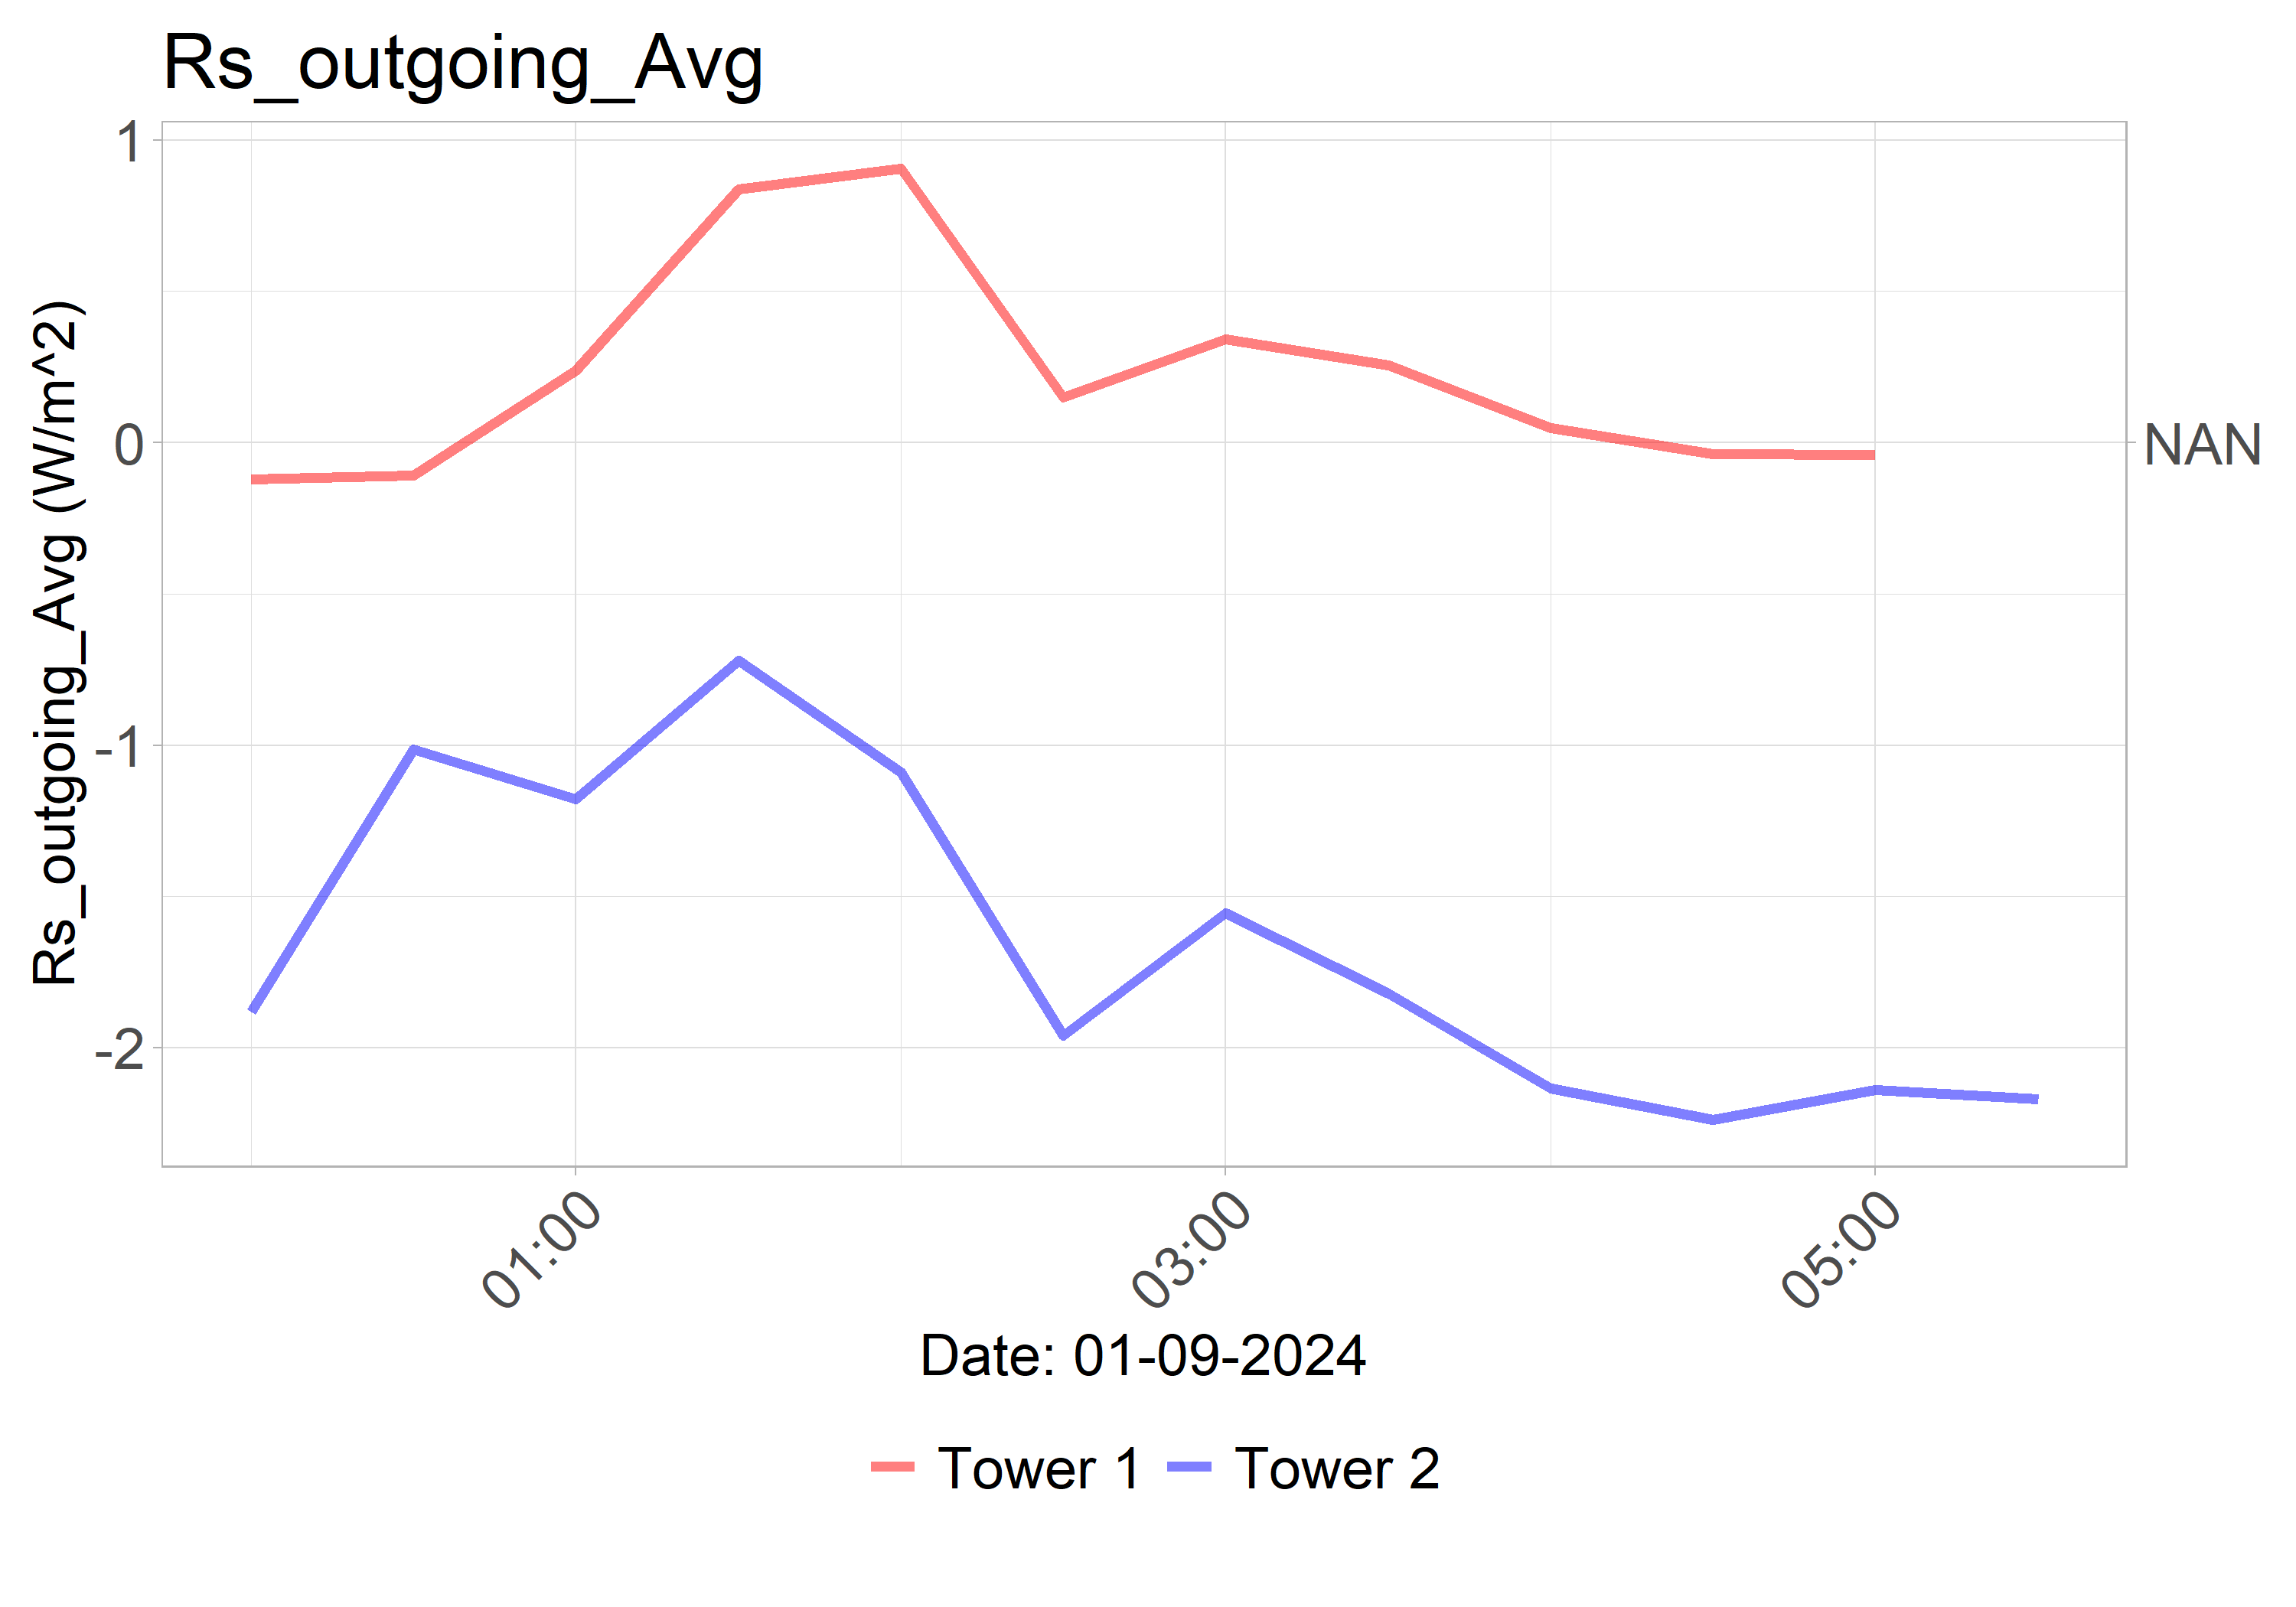 Rs_outgoing_Avg
Rs_outgoing_Avg (W/m^2)
1
0
-1
-2
NAN
01:00
03:00
05:00
Date: 01-09-2024
Tower 1
Tower 2